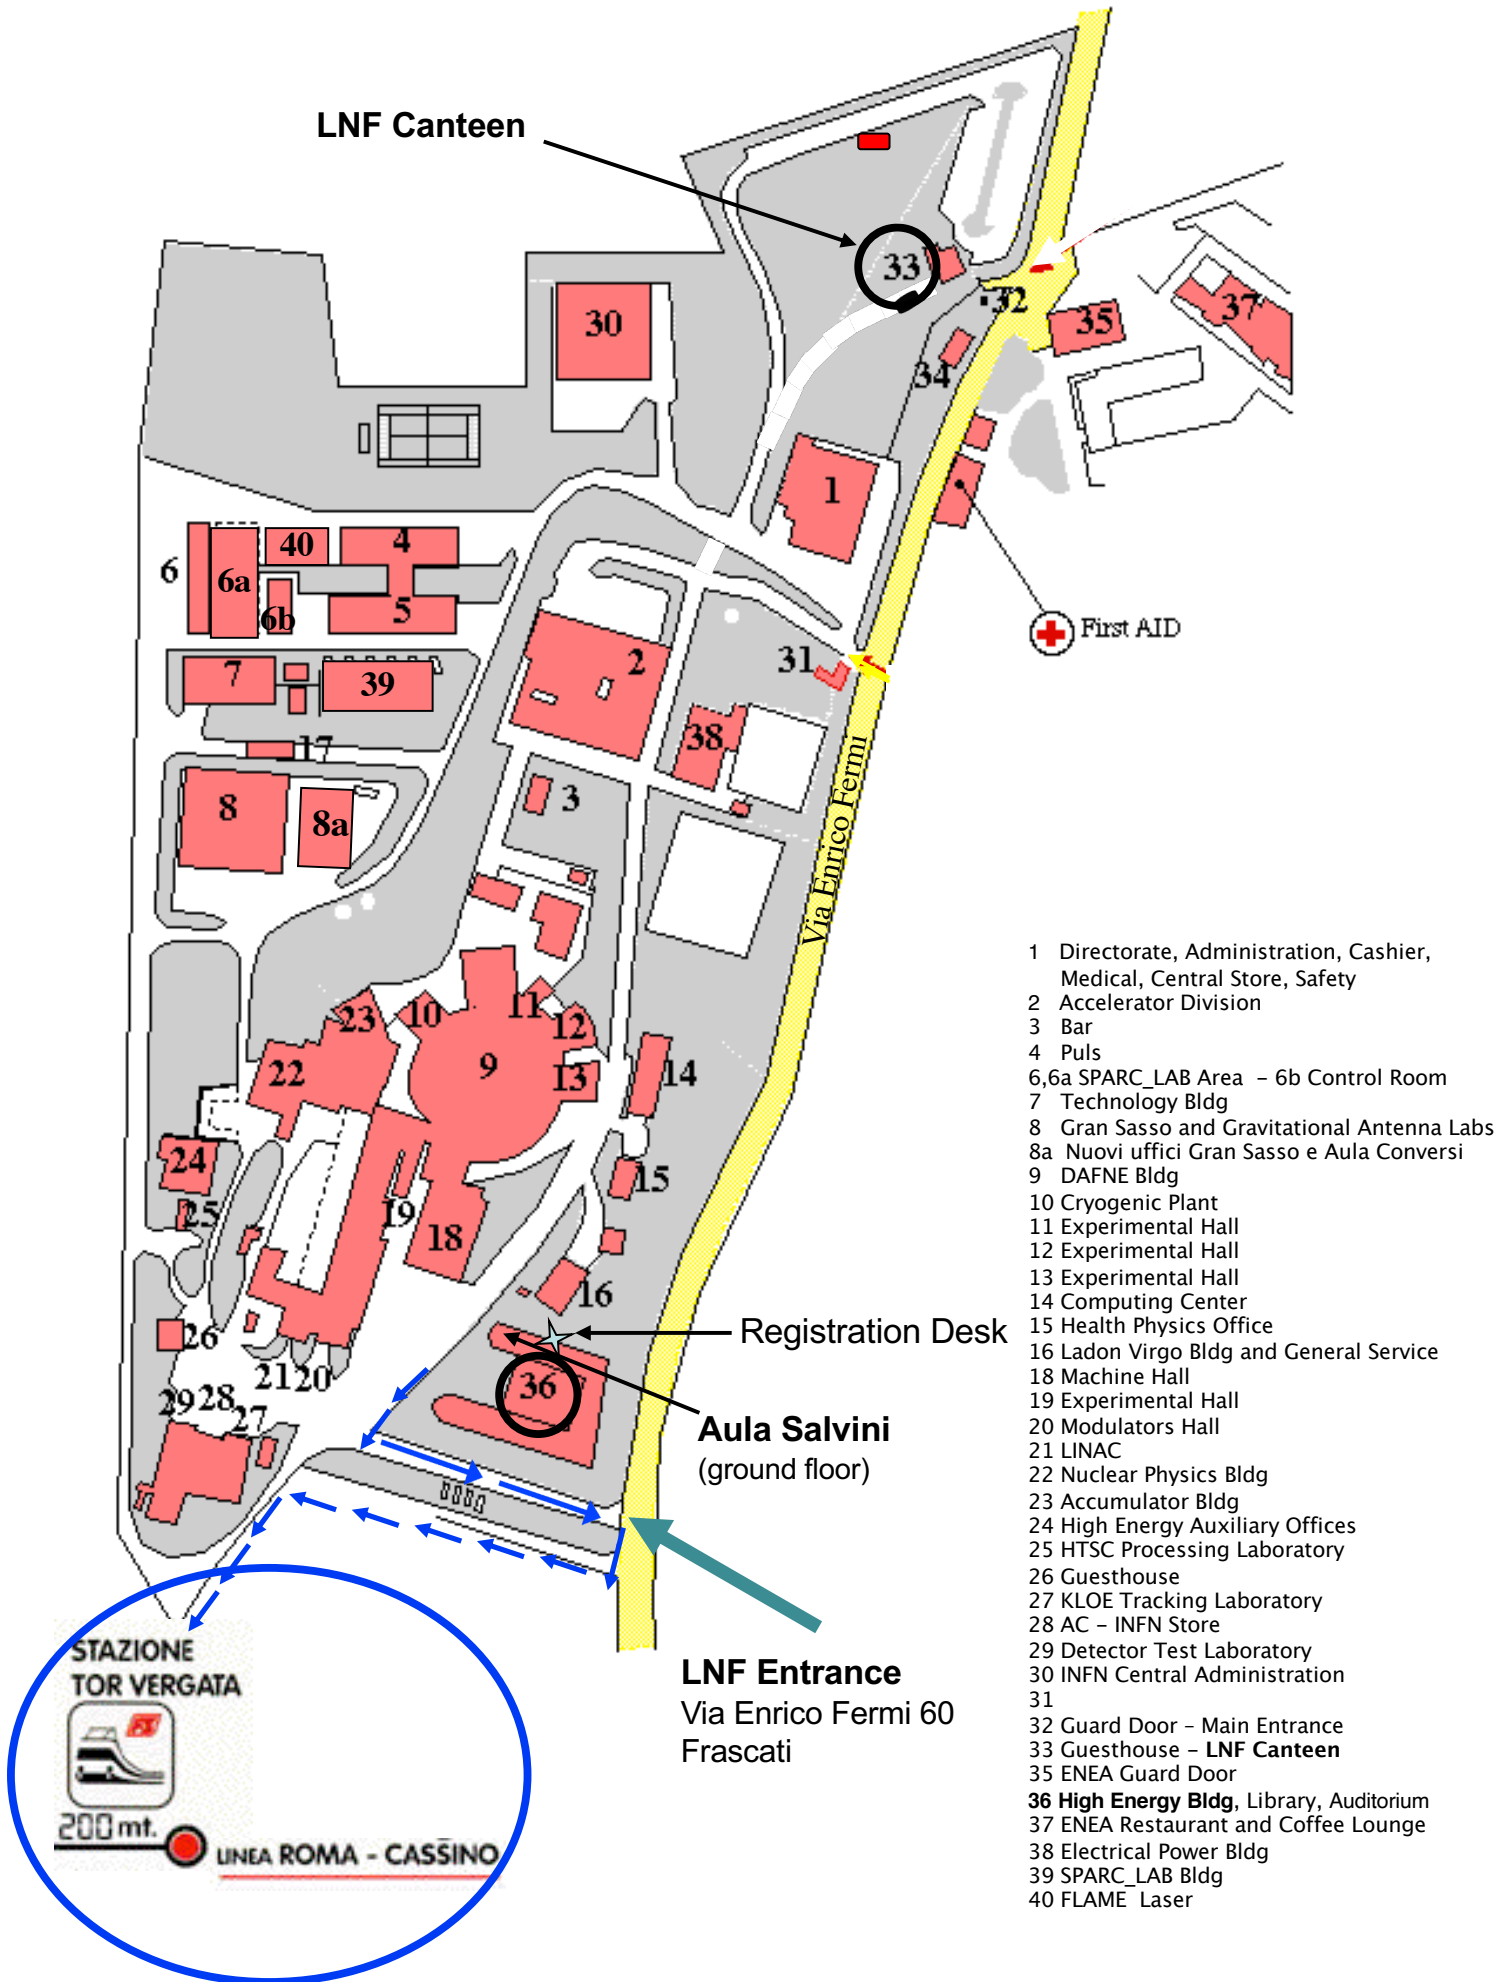 LNF Canteen
33
30
32
35
37
34
1
40
4
6
6a
6b
5
First AID
2
31
7
39
38
17
3
8
8a
Via Enrico Fermi
23
10
11
12
9
22
13
14
24
15
25
19
18
16
26
Registration Desk
21
20
36
29
28
27
Aula Salvini
(ground floor)
STAZIONE
TOR VERGATA
FS
200 mt.
LINEA ROMA - CASSINO
LNF Entrance
Via Enrico Fermi 60
Frascati
1 Directorate, Administration, Cashier,
Medical, Central Store, Safety
2 Accelerator Division
3 Bar
4 Puls
6,6a SPARC_LAB Area – 6b Control Room
7 Technology Bldg
8 Gran Sasso and Gravitational Antenna Labs
8a Nuovi uffici Gran Sasso e Aula Conversi
9 DAFNE Bldg
10 Cryogenic Plant
11 Experimental Hall
12 Experimental Hall
13 Experimental Hall
14 Computing Center
15 Health Physics Office
16 Ladon Virgo Bldg and General Service
18 Machine Hall
19 Experimental Hall
20 Modulators Hall
21 LINAC
22 Nuclear Physics Bldg
23 Accumulator Bldg
24 High Energy Auxiliary Offices
25 HTSC Processing Laboratory
26 Guesthouse
27 KLOE Tracking Laboratory
28 AC – INFN Store
29 Detector Test Laboratory
30 INFN Central Administration
31
32 Guard Door – Main Entrance
33 Guesthouse – LNF Canteen
35 ENEA Guard Door
36 High Energy Bldg, Library, Auditorium
37 ENEA Restaurant and Coffee Lounge
38 Electrical Power Bldg
39 SPARC_LAB Bldg
40 FLAME Laser